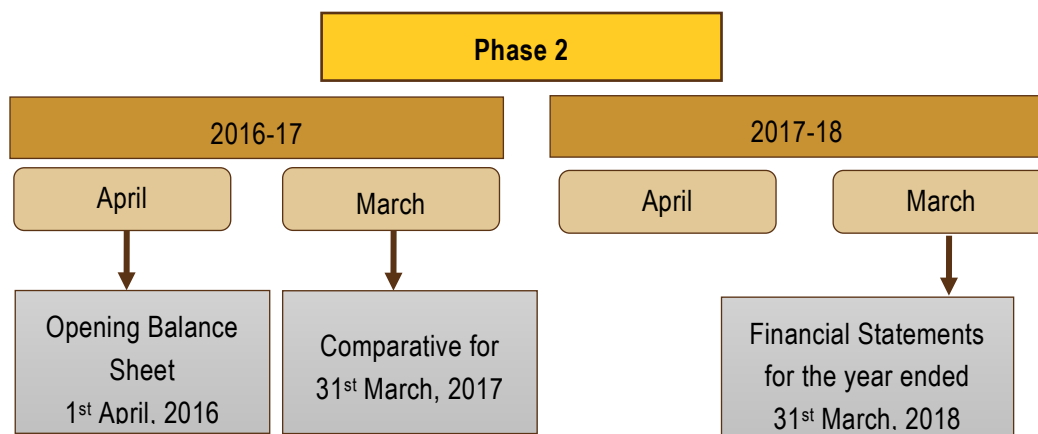 Phase 2
2016-17
2017-18
April
March
April
March
Opening Balance
Sheet
1st April, 2016
Comparative for
31st March, 2017
Financial Statements
for the year ended
31st March, 2018